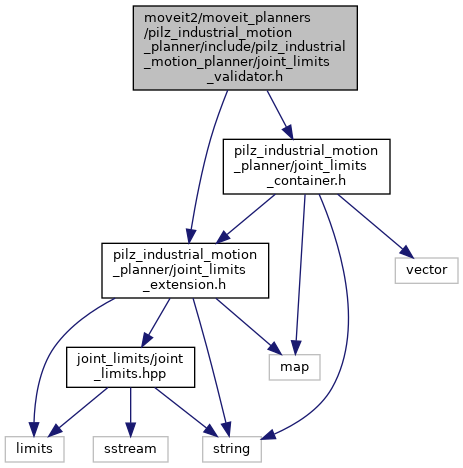 moveit2/moveit_planners
/pilz_industrial_motion
_planner/include/pilz_industrial
_motion_planner/joint_limits
_validator.h
pilz_industrial_motion
_planner/joint_limits
_container.h
pilz_industrial_motion
_planner/joint_limits
_extension.h
vector
joint_limits/joint
_limits.hpp
map
limits
sstream
string